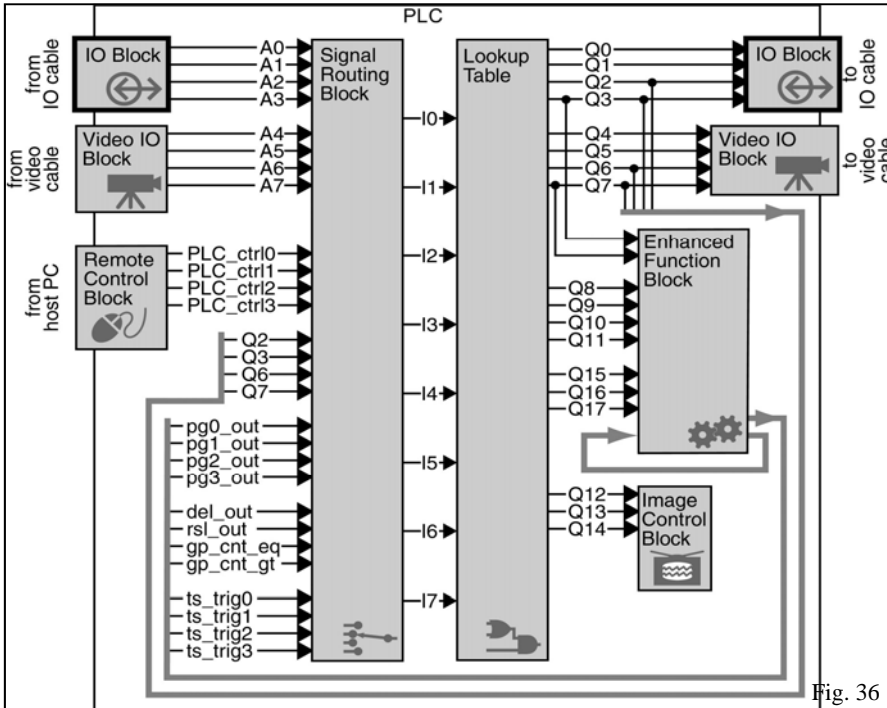 PLC
from
IO cable
IO Block
A0
A1
A2
A3
from
video
cable
Video IO
Block
A4
A5
A6
A7
from
host PC
Remote
Control
Block
PLC_ctrl0
PLC_ctrl1
PLC_ctrl2
PLC_ctrl3
Q2
Q3
Q6
Q7
pg0_out
pg1_out
pg2_out
pg3_out
del_out
rsl_out
gp_cnt_eq
gp_cnt_gt
ts_trig0
ts_trig1
ts_trig2
ts_trig3
Signal
Routing
Block
I0
I1
I2
I3
I4
I5
I6
I7
Lookup
Table
Q0
Q1
Q2
Q3
Q4
Q5
Q6
Q7
Q8
Q9
Q10
Q11
Q15
Q16
Q17
Q12
Q13
Q14
IO Block
to
IO cable
Video IO
Block
to
video
cable
Enhanced
Function
Block
Image
Control
Block
Fig. 36